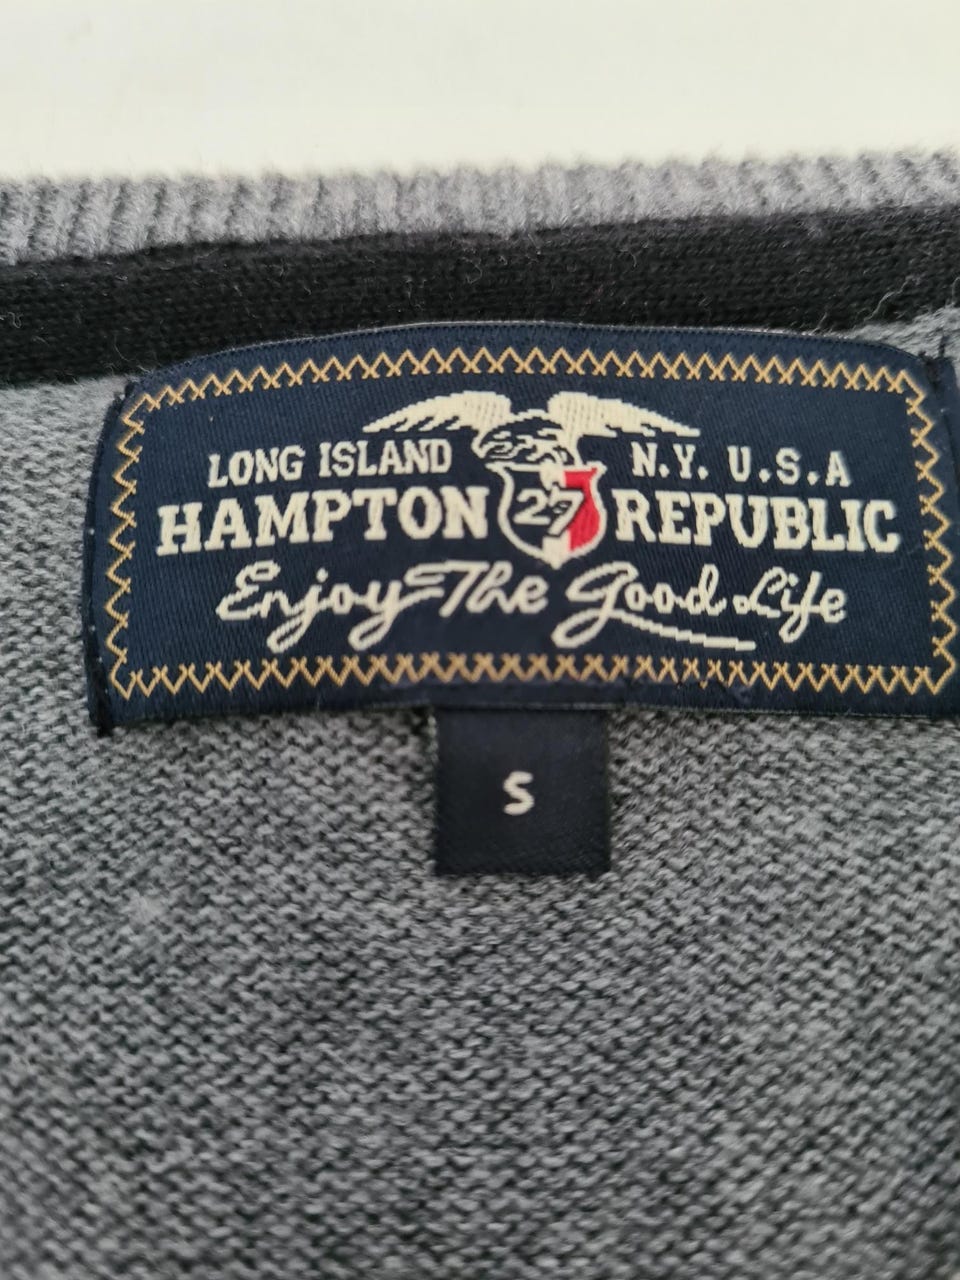 LONG ISLAND N.Y. U.S.A
HAMPTON 27 REPUBLIC
Enjoy The Good Life
S